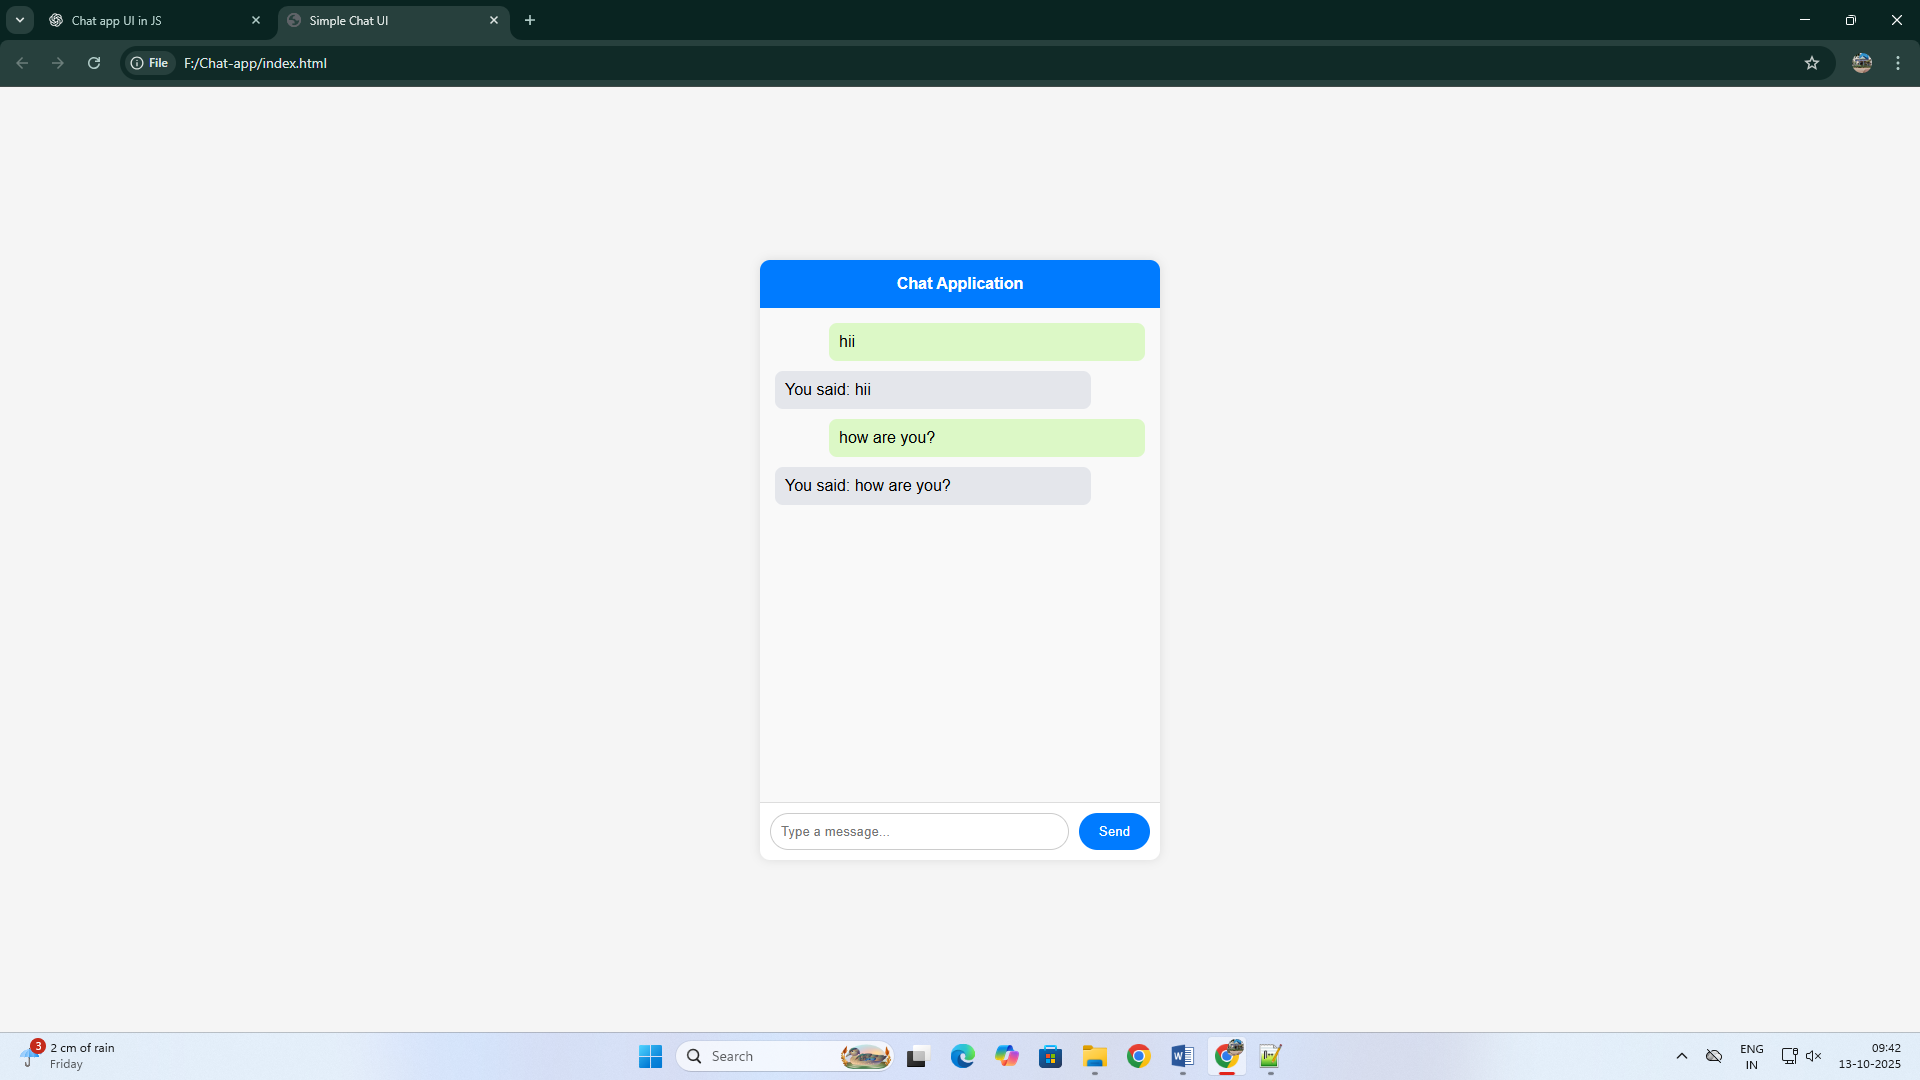 Chat app UI in JS
Simple Chat UI
File
F:/Chat-app/index.html
Chat Application
hii
You said: hii
how are you?
You said: how are you?
Type a message...
Send
3
2 cm of rain
Friday
Search
ENG
IN
09:42
13-10-2025